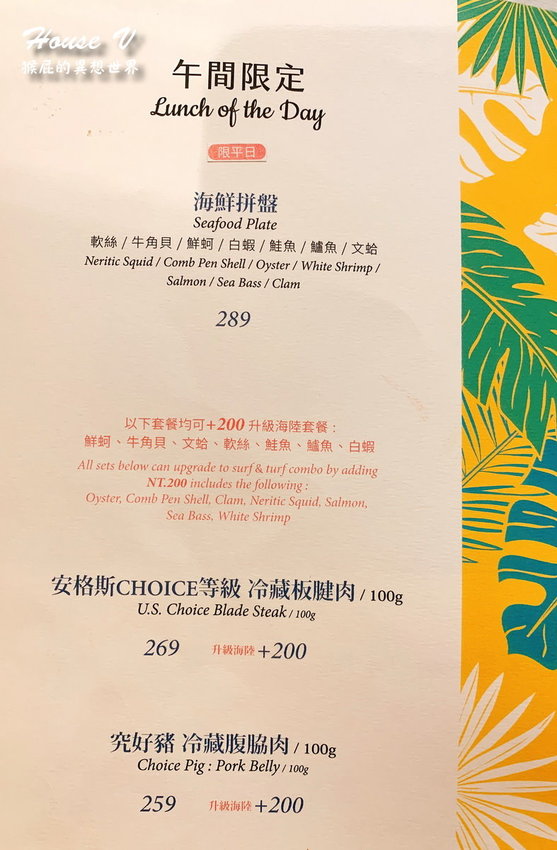 House V
猴屁的異想世界
午間限定
Lunch of the Day
限平日
海鮮拼盤
Seafood Plate
軟絲 / 牛角貝 / 鮮蚵 / 白蝦 / 鮭魚 / 鱸魚 / 文蛤
Neritic Squid / Comb Pen Shell / Oyster / White Shrimp /
Salmon / Sea Bass / Clam
289
以下套餐均可+200 升級海陸套餐 :
鮮蚵、牛角貝、文蛤、軟絲、鮭魚、鱸魚、白蝦
All sets below can upgrade to surf & turf combo by adding
NT.200 includes the following :
Oyster, Comb Pen Shell, Clam, Neritic Squid, Salmon,
Sea Bass, White Shrimp
安格斯CHOICE等級 冷藏板腱肉 / 100g
U.S. Choice Blade Steak / 100g
269 升級海陸 +200
究好豬 冷藏腹脇肉 / 100g
Choice Pig : Pork Belly / 100g
259 升級海陸 +200